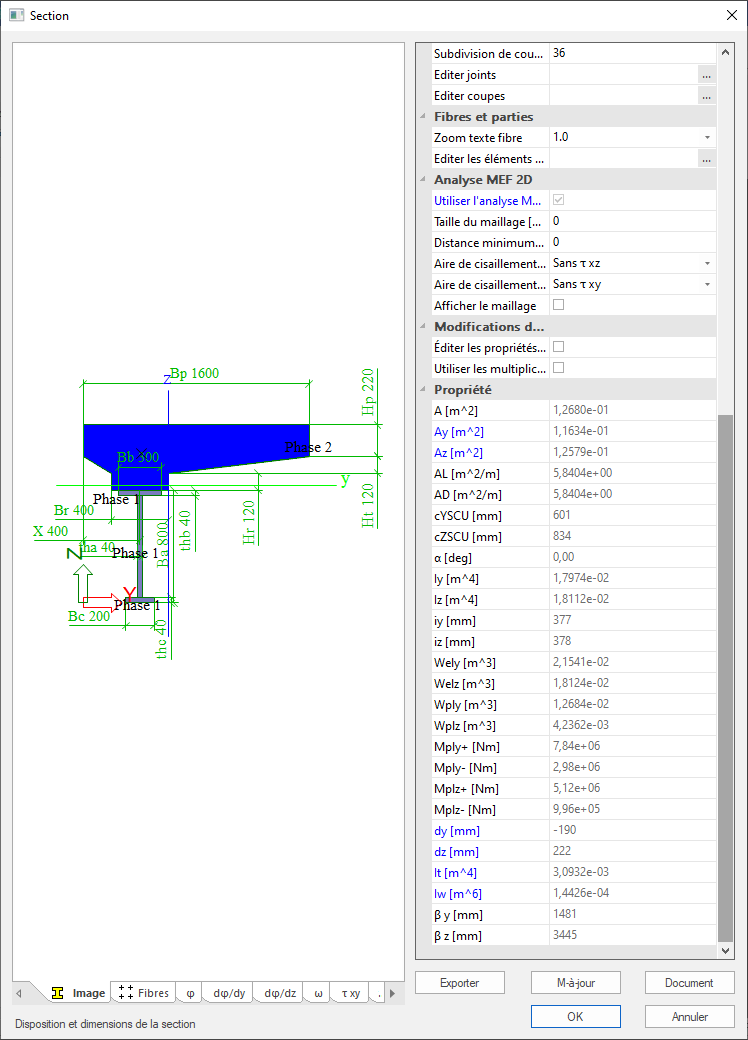 Section
Bp 1600
Z
Hp 220
Bb 300
Phase 2
y
Phase 1
Br 400
Hr 120
Ht 120
thb 40
X 400
Ba 800
tha 40
Phase 1
Z
Y
Phase 1
Bc 200
thc 40
Image
Fibres
φ
dφ/dy
dφ/dz
ω
τ xy
.
Disposition et dimensions de la section
Subdivision de cou... 36
Editer joints ...
Editer coupes ...
Fibres et parties
Zoom texte fibre 1.0
Editer les éléments ... ...
Analyse MEF 2D
Utiliser l'analyse M...
Taille du maillage [... 0
Distance minimum... 0
Aire de cisaillement... Sans τ xz
Aire de cisaillement... Sans τ xy
Afficher le maillage
Modifications d...
Éditer les propriétés...
Utiliser les multiplic...
Propriété
A [m^2] 1,2680e-01
Ay [m^2] 1,1634e-01
Az [m^2] 1,2579e-01
AL [m^2/m] 5,8404e+00
AD [m^2/m] 5,8404e+00
cYSCU [mm] 601
cZSCU [mm] 834
α [deg] 0,00
Iy [m^4] 1,7974e-02
Iz [m^4] 1,8112e-02
iy [mm] 377
iz [mm] 378
Wely [m^3] 2,1541e-02
Welz [m^3] 1,8124e-02
Wply [m^3] 1,2684e-02
Wplz [m^3] 4,2362e-03
Mply+ [Nm] 7,84e+06
Mply- [Nm] 2,98e+06
Mplz+ [Nm] 5,12e+06
Mplz- [Nm] 9,96e+05
dy [mm] -190
dz [mm] 222
It [m^4] 3,0932e-03
Iw [m^6] 1,4426e-04
β y [mm] 1481
β z [mm] 3445
Exporter
M-à-jour
Document
OK
Annuler